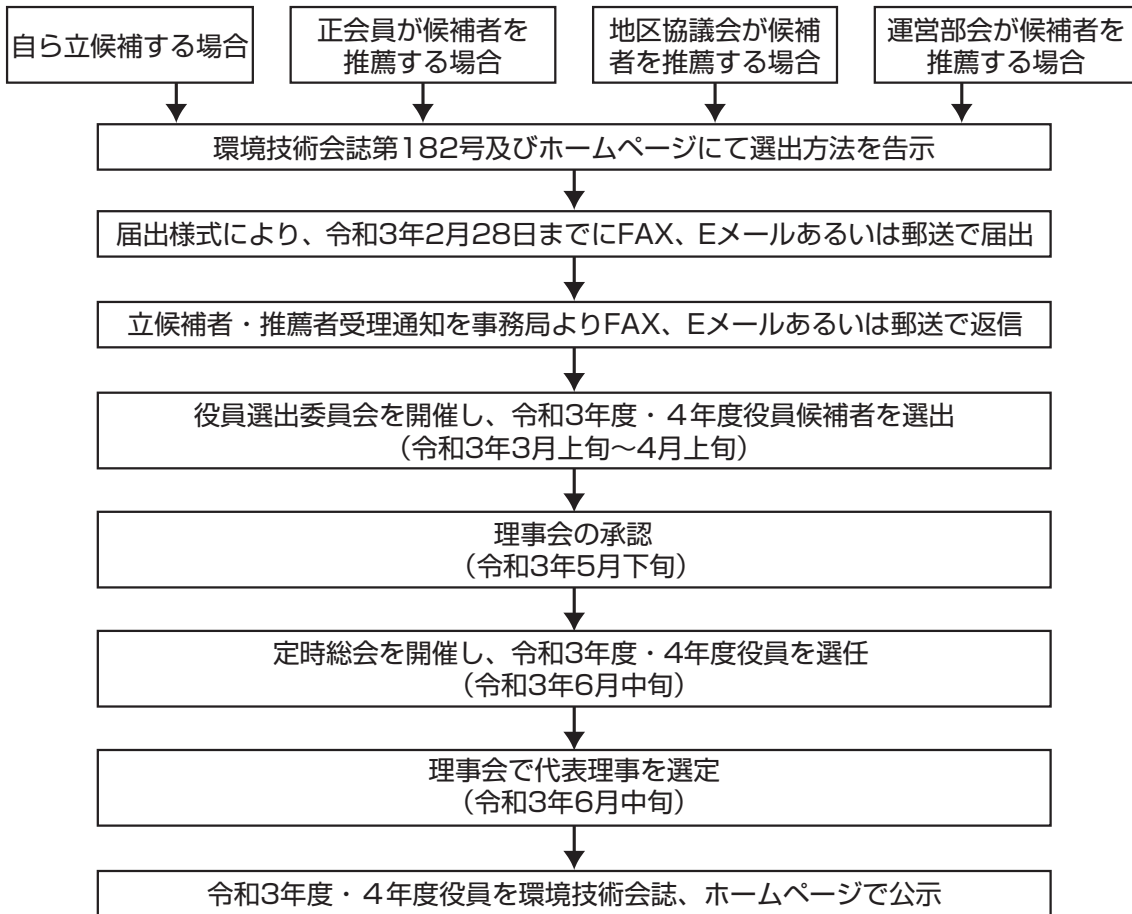 自ら立候補する場合
正会員が候補者を
推薦する場合
地区協議会が候補
者を推薦する場合
運営部会が候補者を
推薦する場合
環境技術会誌第182号及びホームページにて選出方法を告示
届出様式により、令和3年2月28日までにFAX、Eメールあるいは郵送で届出
立候補者・推薦者受理通知を事務局よりFAX、Eメールあるいは郵送で返信
役員選出委員会を開催し、令和3年度・４年度役員候補者を選出
（令和3年3月上旬～4月上旬）
理事会の承認
（令和3年5月下旬）
定時総会を開催し、令和3年度・4年度役員を選任
（令和3年6月中旬）
理事会で代表理事を選定
（令和3年6月中旬）
令和3年度・４年度役員を環境技術会誌、ホームページで公示